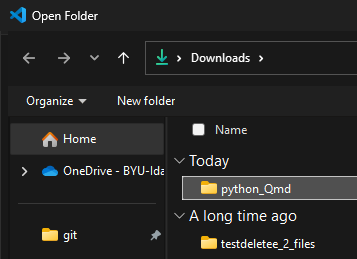 Open Folder
Downloads
Organize
New folder
Home
Name
Today
OneDrive - BYU-Ida
python_Qmd
A long time ago
git
testdeletee_2_files